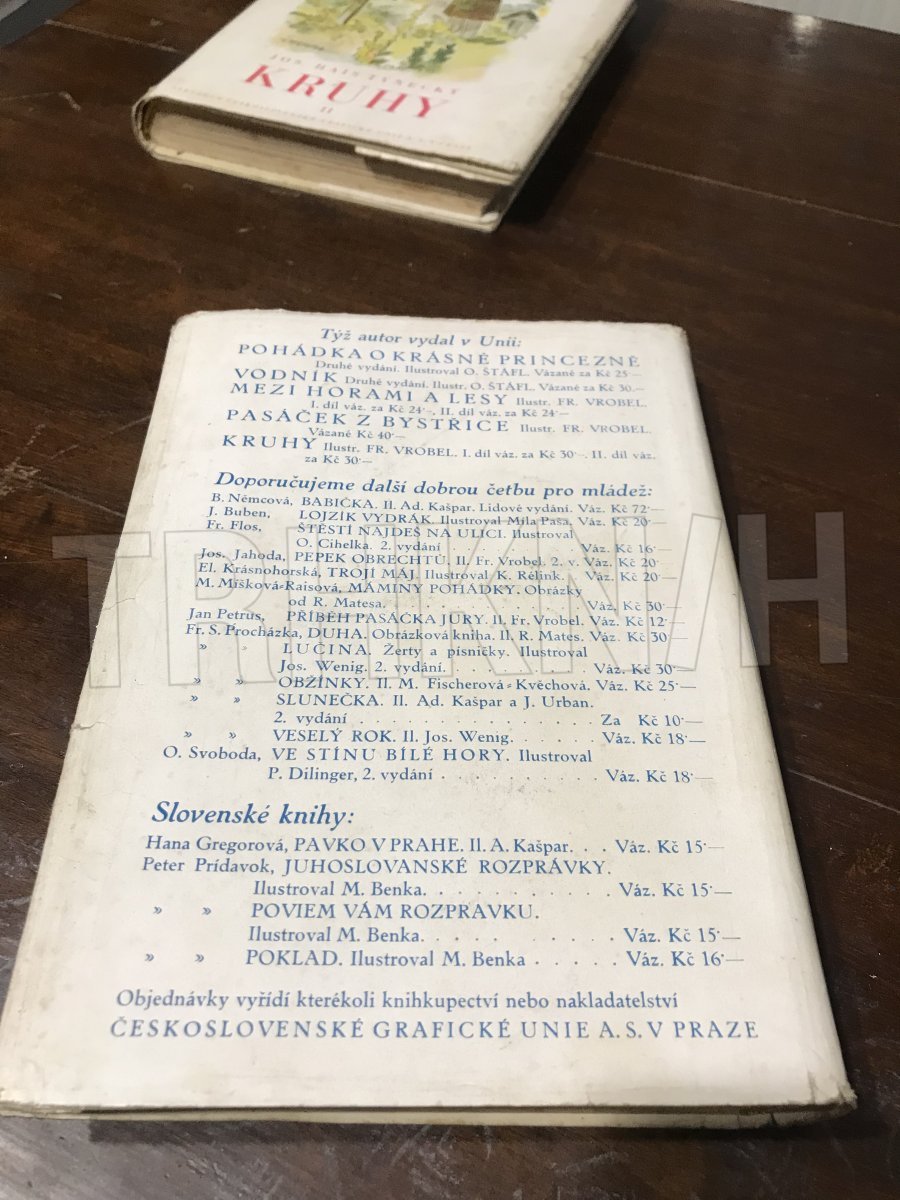 JOS. HAIS TÝNECKÝ
KRUHY
II
Týž autor vydal v Unii:
POHÁDKA O KRÁSNÉ PRINCEZNĚ
Druhé vydání. Ilustroval O. ŠTÁFL. Vázané za Kč 25·—
VODNÍK Druhé vydání. Ilustr. O. ŠTÁFL. Vázané za Kč 30.—
MEZI HORAMI A LESY Ilustr. FR. VROBEL.
I. díl váz. za Kč 24·–, II. díl váz. za Kč 24·—
PASÁČEK Z BYSTŘICE Ilustr. FR. VROBEL.
Vázané Kč 40·—
KRUHY Ilustr. FR. VROBEL. I. díl váz. za Kč 30·— II. díl váz.
za Kč 30·—
Doporučujeme další dobrou četbu pro mládež:
B. Němcová, BABIČKA. Il. Ad. Kašpar. Lidové vydání. Váz. Kč 72·—
J. Buben, LOJZÍK VYDRÁK. Ilustroval Míla Paša. Váz. Kč 20·—
Fr. Flos, ŠTĚSTÍ NAJDEŠ NA ULICI. Ilustroval
O. Cihelka. 2. vydání . . . . . . . . Váz. Kč 16·—
Jos. Jahoda, PEPEK OBRECHTŮ. Il. Fr. Vrobel. 2. v. Váz. Kč 20·
El. Krásnohorská, TROJÍ MÁJ. Ilustroval K. Rélink. . Váz. Kč 20·—
M. Míšková-Raisová, MÁMINY POHÁDKY. Obrázky
od R. Matesa. . . . . . . . . . . Váz. Kč 30·—
Jan Petrus, PŘÍBĚH PASÁČKA JURY. Il. Fr. Vrobel. Váz. Kč 12·—
Fr. S. Procházka, DUHA. Obrázková kniha. Il. R. Mates. Váz. Kč 30·—
» » LUCINA. Žerty a písničky. Ilustroval
Jos. Wenig. 2. vydání. . . . . . . . . Váz. Kč 30·—
» » OBŽÍNKY. Il. M. Fischerová-Kvěchová. Váz. Kč 25·—
» » SLUNEČKA. Il. Ad. Kašpar a J. Urban.
2. vydání . . . . . . . . . . . . . . Za Kč 10·—
» » VESELÝ ROK. Il. Jos. Wenig. . . . . . Váz. Kč 18·—
O. Svoboda, VE STÍNU BÍLÉ HORY. Ilustroval
P. Dilinger, 2. vydání . . . . . . . . . . Váz. Kč 18·—
Slovenské knihy:
Hana Gregorová, PAVKO V PRAHE. Il. A. Kašpar. . . Váz. Kč 15·—
Peter Prídavok, JUHOSLOVANSKÉ ROZPRÁVKY.
Ilustroval M. Benka. . . . . . . . . . Váz. Kč 15·—
» » POVIEM VÁM ROZPRAVKU.
Ilustroval M. Benka. . . . . . . . . . Váz. Kč 15·—
» » POKLAD. Ilustroval M. Benka . . . . . Váz. Kč 16·—
Objednávky vyřídí kterékoli knihkupectví nebo nakladatelství
ČESKOSLOVENSKÉ GRAFICKÉ UNIE A. S. V PRAZE
TRHKNIH